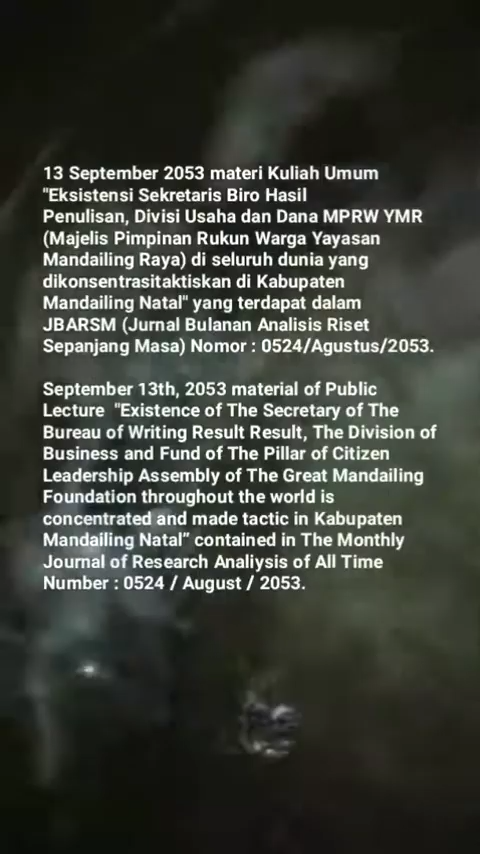 13 September 2053 materi Kuliah Umum
"Eksistensi Sekretaris Biro Hasil
Penulisan, Divisi Usaha dan Dana MPRW YMR
(Majelis Pimpinan Rukun Warga Yayasan
Mandailing Raya) di seluruh dunia yang
dikonsentrasitaktiskan di Kabupaten
Mandailing Natal" yang terdapat dalam
JBARSM (Jurnal Bulanan Analisis Riset
Sepanjang Masa) Nomor : 0524/Agustus/2053.
September 13th, 2053 material of Public
Lecture  "Existence of The Secretary of The
Bureau of Writing Result Result, The Division of
Business and Fund of The Pillar of Citizen
Leadership Assembly of The Great Mandailing
Foundation throughout the world is
concentrated and made tactic in Kabupaten
Mandailing Natal” contained in The Monthly
Journal of Research Analiysis of All Time
Number : 0524 / August / 2053.